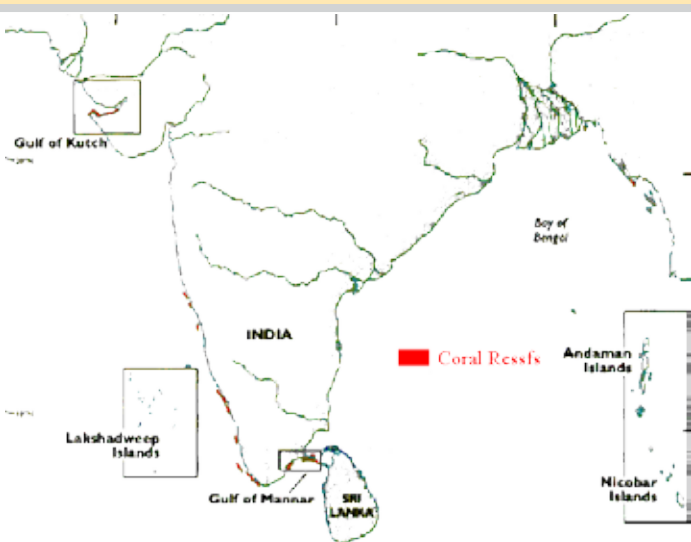 Gulf of Kutch
Bay of
Bengal
INDIA
Coral Ressfs
Andaman
Islands
Lakshadweep
Islands
Gulf of Mannar
SRI
LANKA
Nicobar
Islands